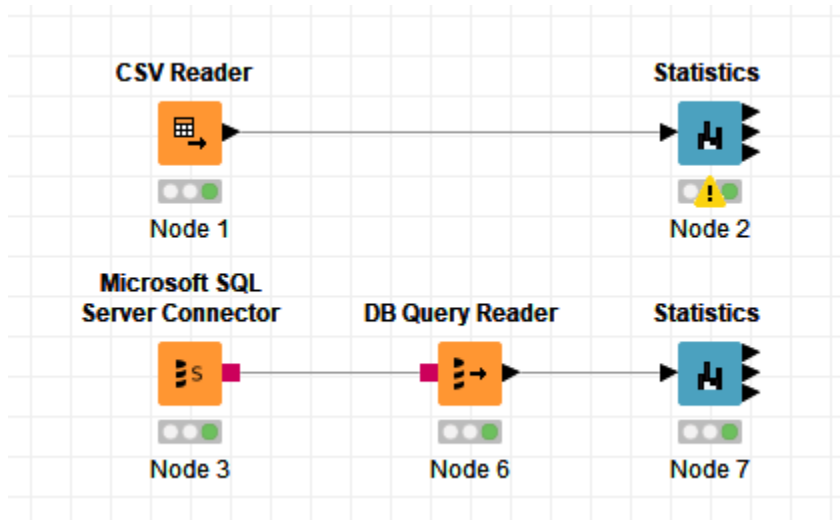 CSV Reader
Statistics
Node 1
Node 2
Microsoft SQL
Server Connector
DB Query Reader
Statistics
S
Node 3
Node 6
Node 7